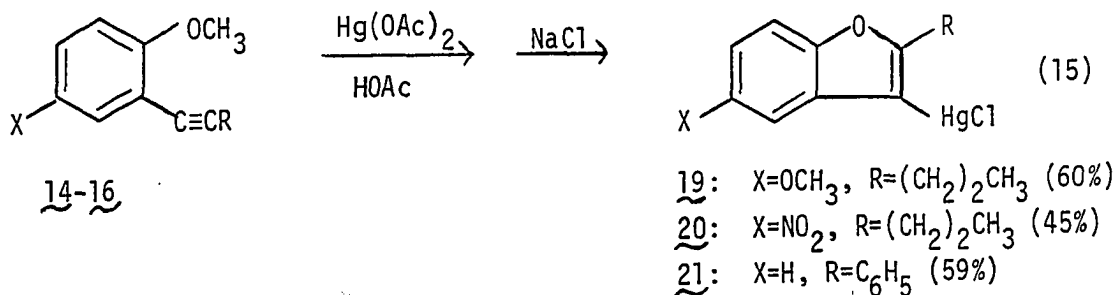 OCH₃
X
C≡CR
14-16
Hg(OAc)₂
HOAc
NaCl
O
R
HgCl
X
(15)
19: X=OCH₃, R=(CH₂)₂CH₃ (60%)
20: X=NO₂, R=(CH₂)₂CH₃ (45%)
21: X=H, R=C₆H₅ (59%)